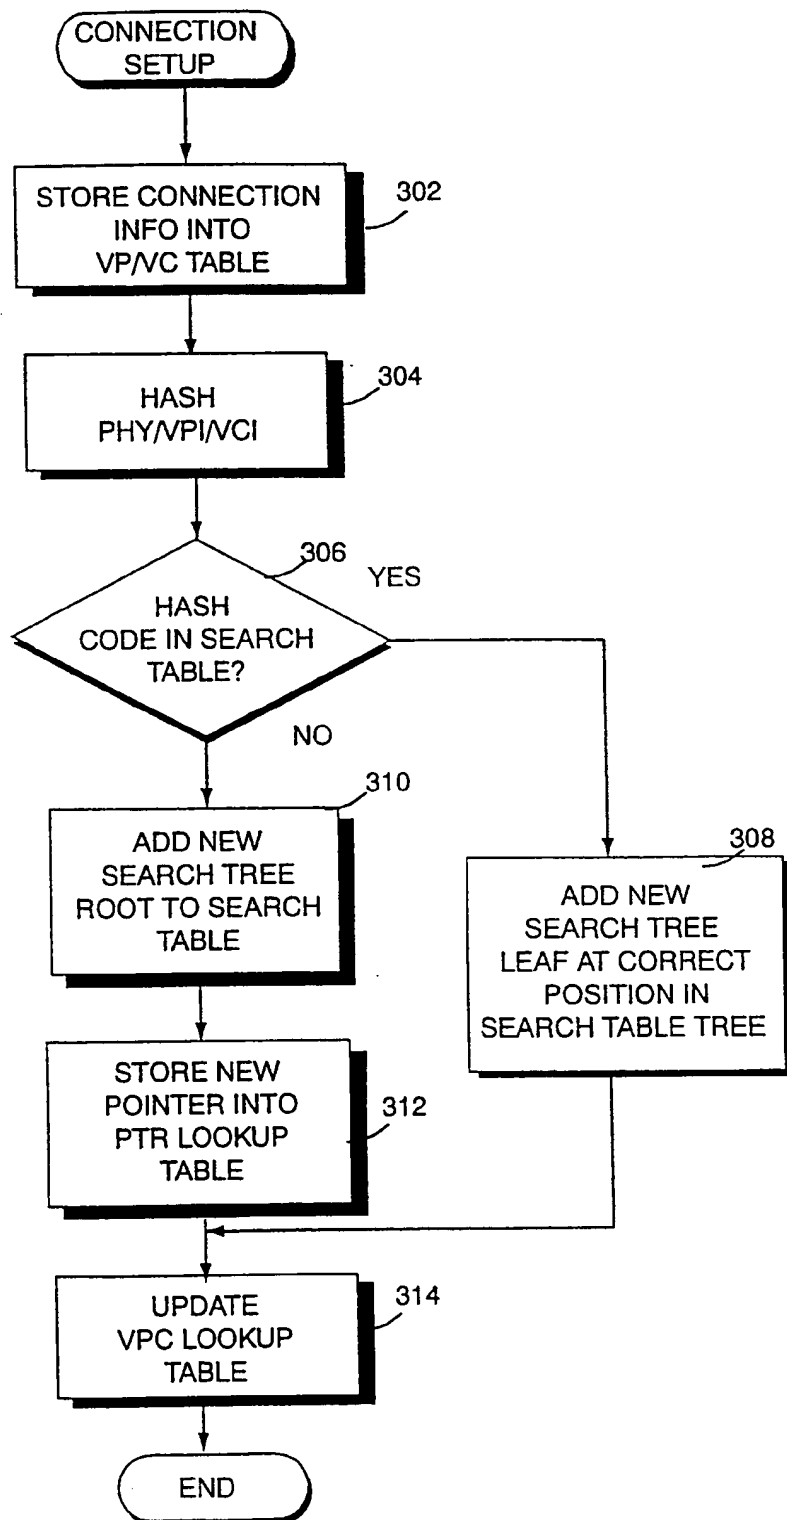 CONNECTION
SETUP
STORE CONNECTION
INFO INTO
VP/VC TABLE
302
HASH
PHY/VPI/VCI
304
306
YES
HASH
CODE IN SEARCH
TABLE?
NO
310
ADD NEW
SEARCH TREE
ROOT TO SEARCH
TABLE
308
ADD NEW
SEARCH TREE
LEAF AT CORRECT
POSITION IN
SEARCH TABLE TREE
STORE NEW
POINTER INTO
PTR LOOKUP
TABLE
312
UPDATE
VPC LOOKUP
TABLE
314
END